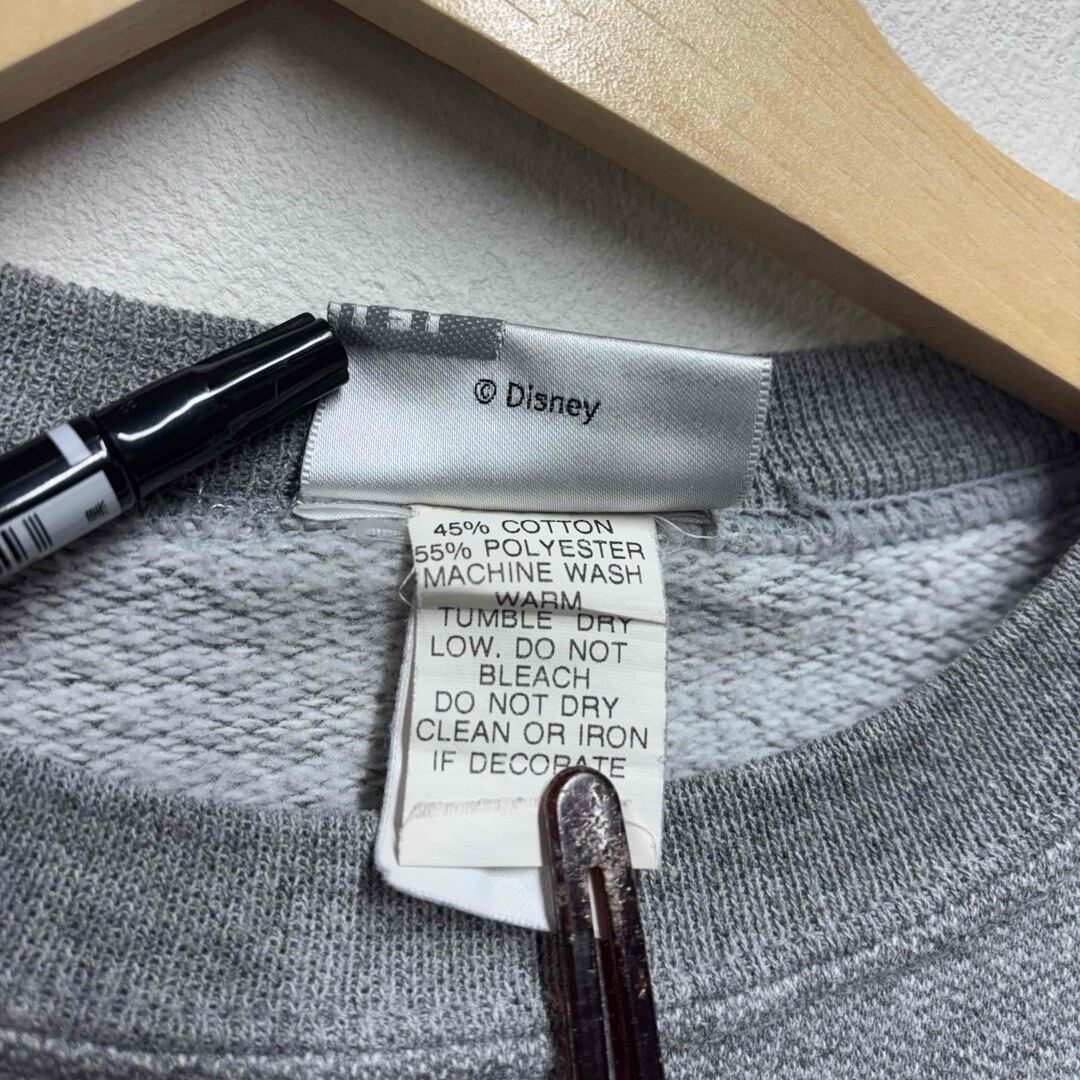 © Disney
45% COTTON
55% POLYESTER
MACHINE WASH
WARM
TUMBLE DRY
LOW. DO NOT
BLEACH
DO NOT DRY
CLEAN OR IRON
IF DECORATE